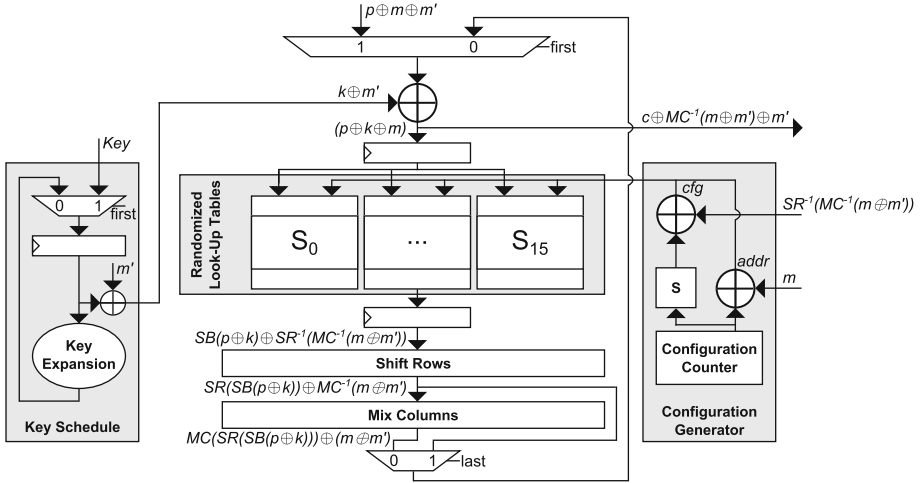 p⊕m⊕m'
1 0
first
k⊕m'
(p⊕k⊕m)
c⊕MC⁻¹(m⊕m')⊕m'
Key
0 1
first
m'
Key
Expansion
Key Schedule
Randomized
Look-Up Tables
S₀
...
S₁₅
SB(p⊕k)⊕SR⁻¹(MC⁻¹(m⊕m'))
Shift Rows
SR(SB(p⊕k))⊕MC⁻¹(m⊕m')
Mix Columns
MC(SR(SB(p⊕k)))⊕(m⊕m')
0 1
last
cfg
SR⁻¹(MC⁻¹(m⊕m'))
addr
m
S
Configuration
Counter
Configuration
Generator